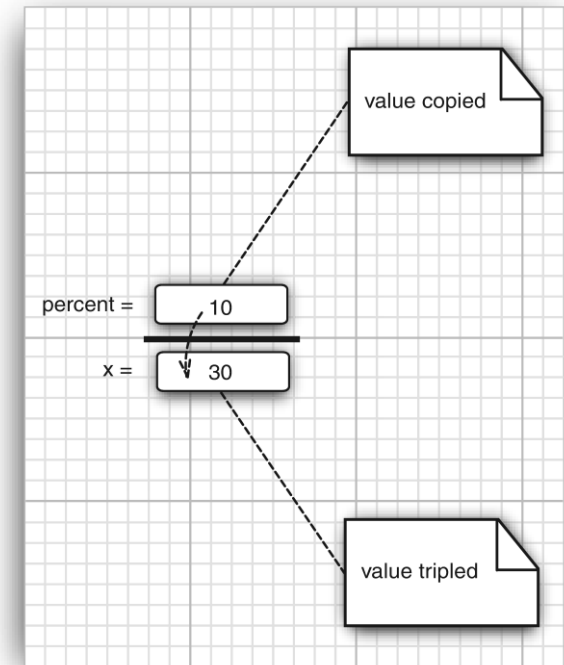 value copied
percent =
10
x =
30
value tripled